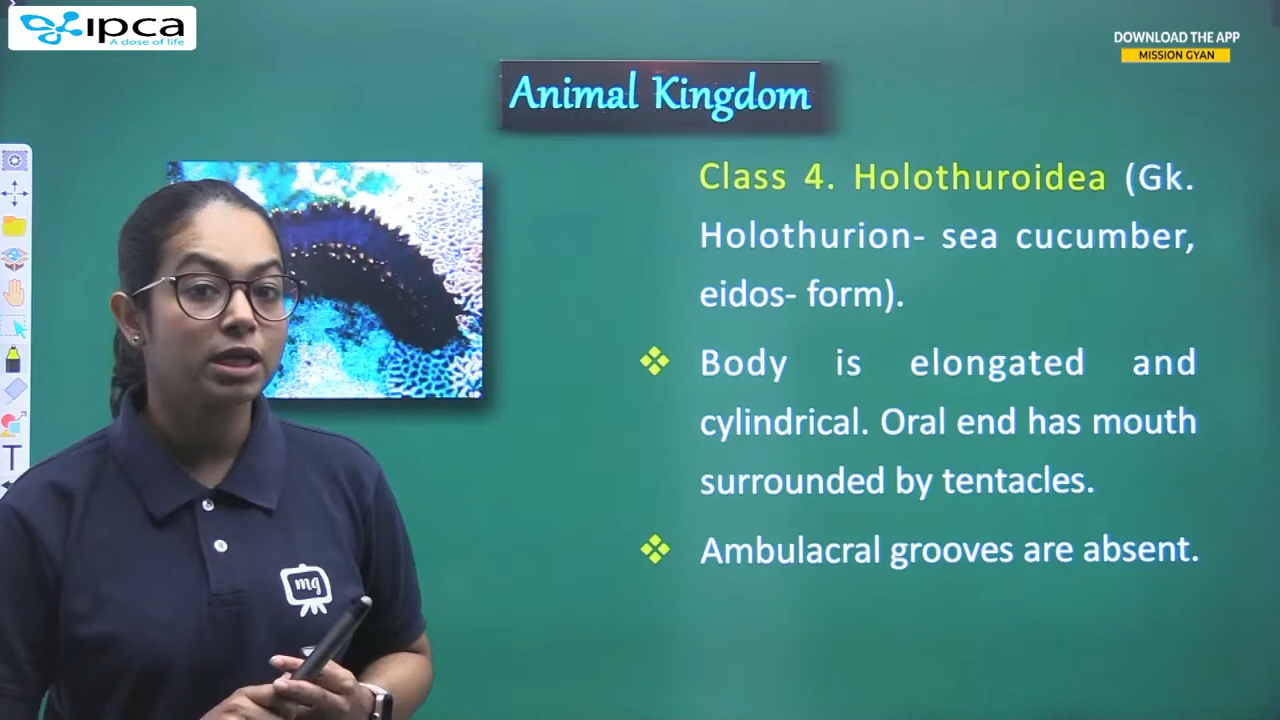 ipca
A dose of life
DOWNLOAD THE APP
MISSION GYAN
Animal Kingdom
Class 4. Holothuroidea (Gk.
Holothurion- sea cucumber,
eidos- form).
Body is elongated and
cylindrical. Oral end has mouth
surrounded by tentacles.
Ambulacral grooves are absent.
mg
T